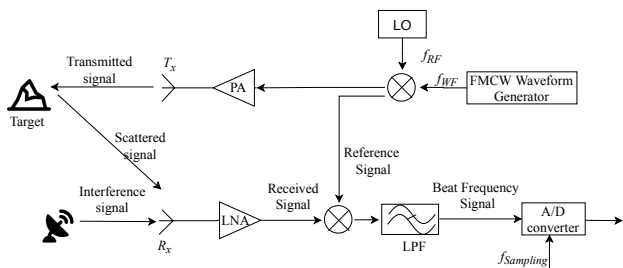 LO
Transmitted
signal
T_x
f_RF
PA
f_WF
FMCW Waveform
Generator
Target
Scattered
signal
Reference
Signal
Interference
signal
Received
Signal
Beat Frequency
Signal
LNA
A/D
converter
R_x
LPF
f_Sampling